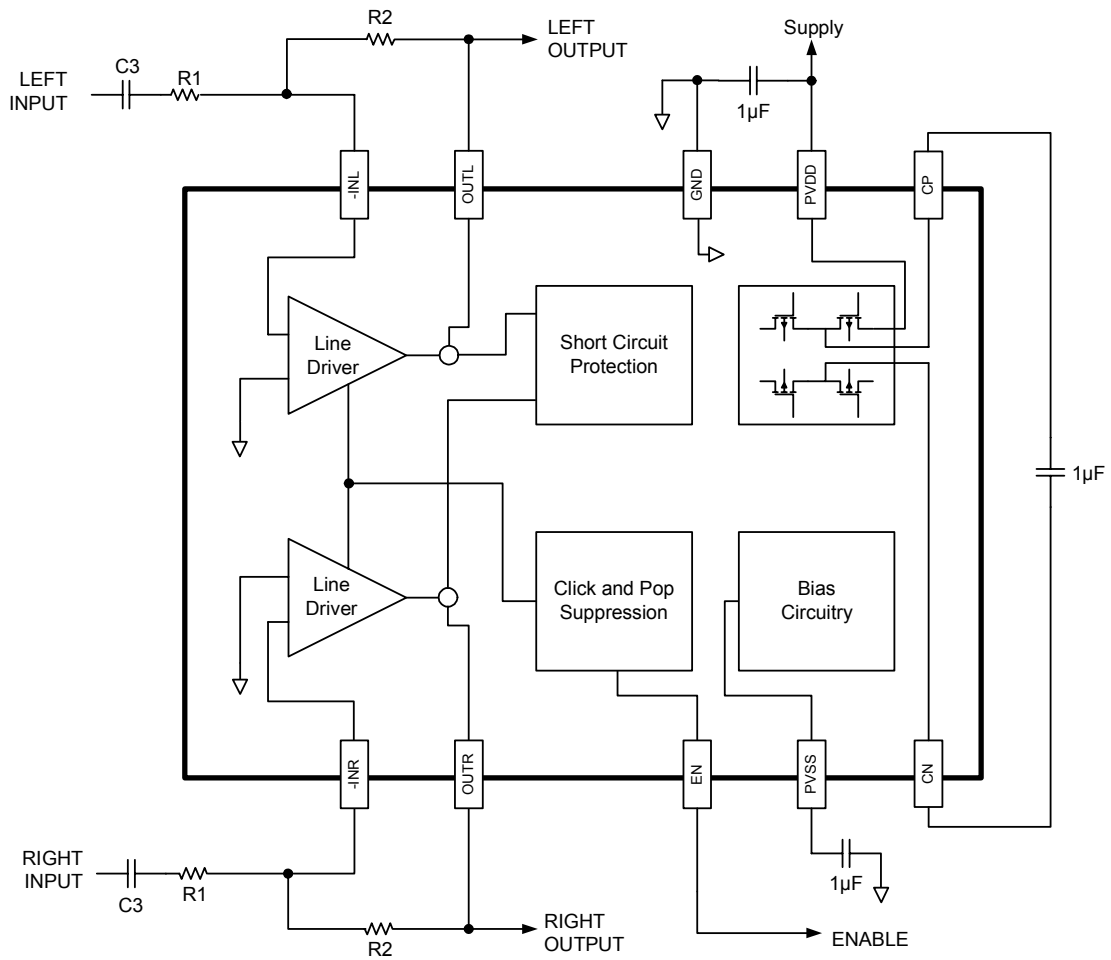 R2
LEFT
OUTPUT
Supply
C3
R1
LEFT
INPUT
1µF
-INL
OUTL
GND
PVDD
CP
Line
Driver
Short Circuit
Protection
1µF
Line
Driver
Click and Pop
Suppression
Bias
Circuitry
-INR
OUTR
EN
PVSS
CN
RIGHT
INPUT
C3
R1
1µF
R2
RIGHT
OUTPUT
ENABLE